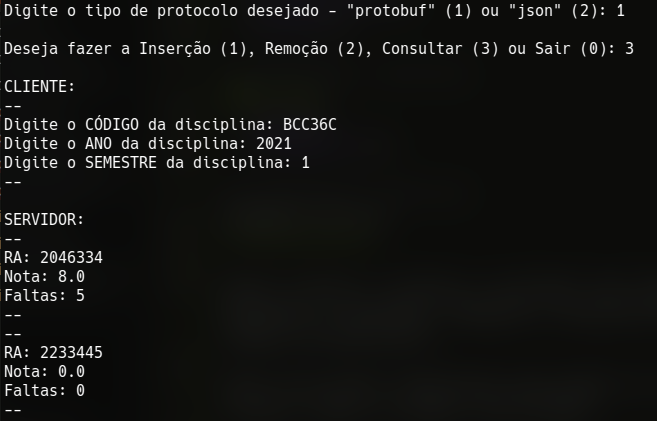 Digite o tipo de protocolo desejado - "protobuf" (1) ou "json" (2): 1
Deseja fazer a Inserção (1), Remoção (2), Consultar (3) ou Sair (0): 3
CLIENTE:
--
Digite o CÓDIGO da disciplina: BCC36C
Digite o ANO da disciplina: 2021
Digite o SEMESTRE da disciplina: 1
--
SERVIDOR:
--
RA: 2046334
Nota: 8.0
Faltas: 5
--
--
RA: 2233445
Nota: 0.0
Faltas: 0
--